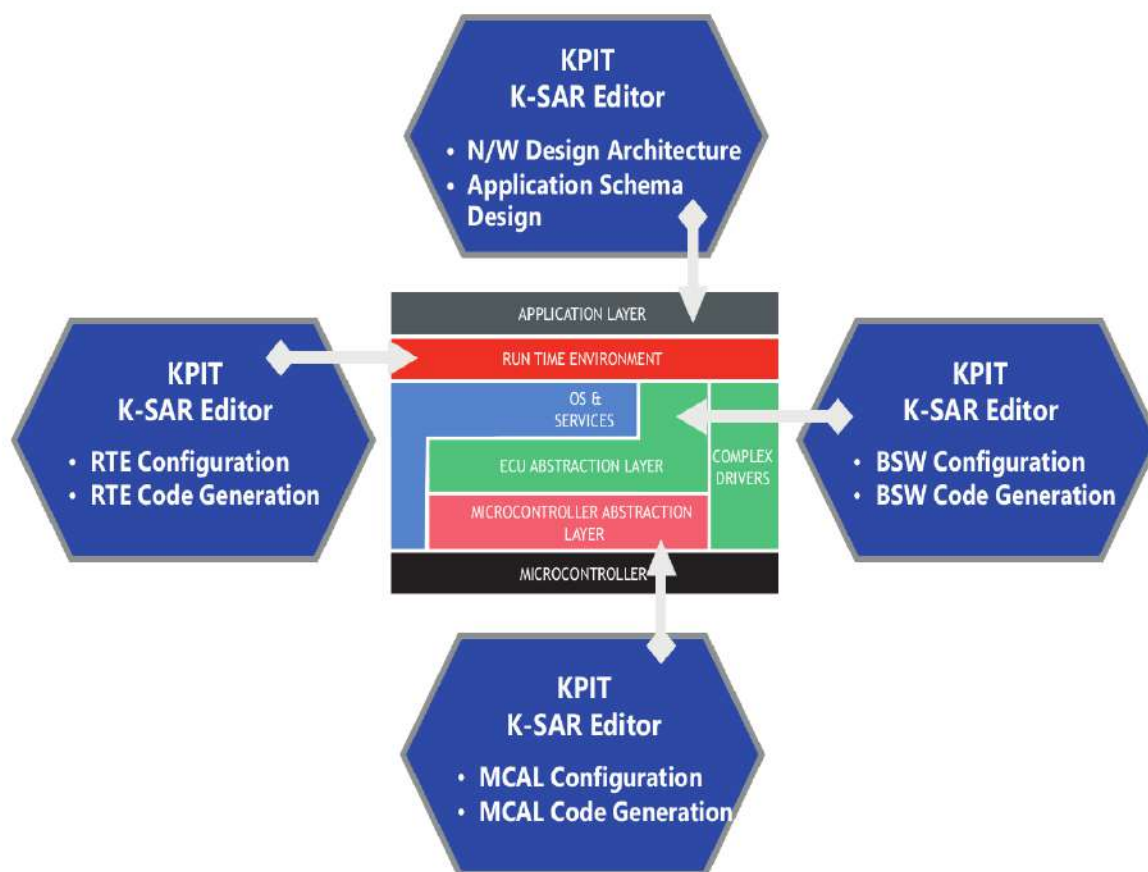 KPIT
K-SAR Editor
• N/W Design Architecture
• Application Schema
Design
APPLICATION LAYER
RUN TIME ENVIRONMENT
OS &
SERVICES
ECU ABSTRACTION LAYER
COMPLEX
DRIVERS
MICROCONTROLLER ABSTRACTION
LAYER
MICROCONTROLLER
KPIT
K-SAR Editor
• RTE Configuration
• RTE Code Generation
KPIT
K-SAR Editor
• BSW Configuration
• BSW Code Generation
KPIT
K-SAR Editor
• MCAL Configuration
• MCAL Code Generation